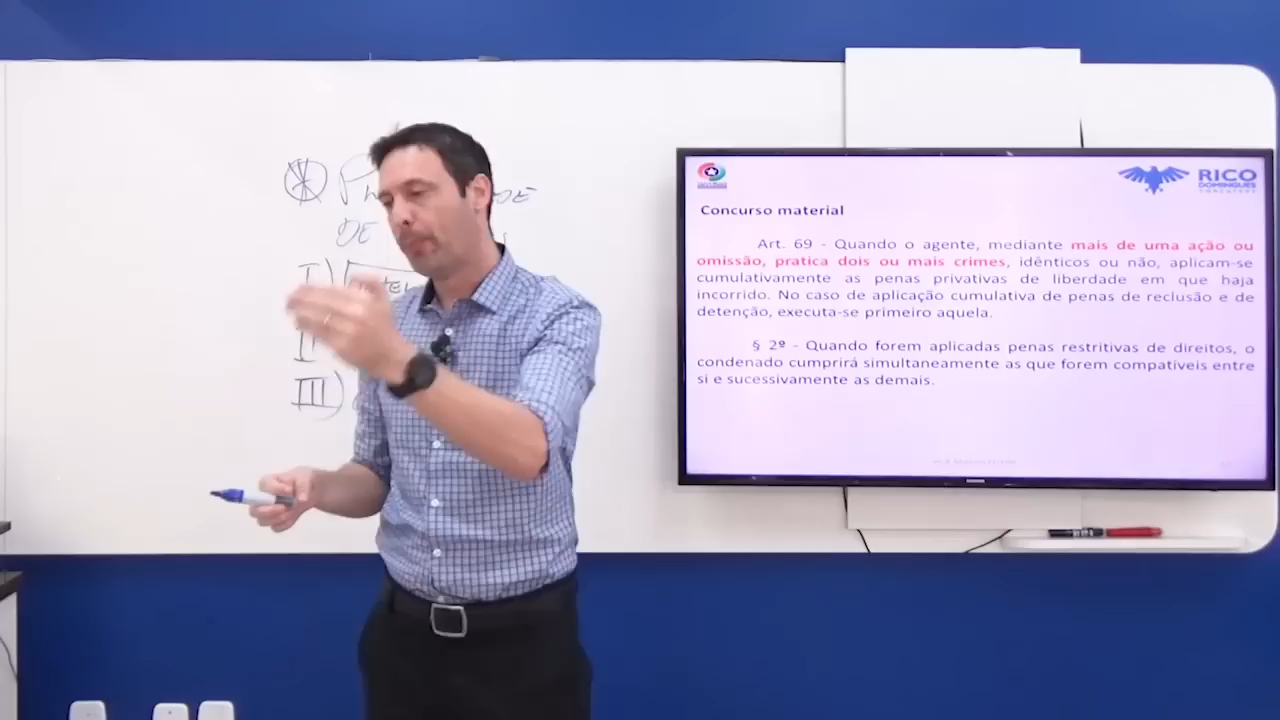 DE
DE
I)
II
III)
RICO
DOMINGUES
Concurso material
Art. 69 - Quando o agente, mediante mais de uma ação ou
omissão, pratica dois ou mais crimes, idênticos ou não, aplicam-se
cumulativamente as penas privativas de liberdade em que haja
incorrido. No caso de aplicação cumulativa de penas de reclusão e de
detenção, executa-se primeiro aquela.
§ 2º - Quando forem aplicadas penas restritivas de direitos, o
condenado cumprirá simultaneamente as que forem compatíveis entre
si e sucessivamente as demais.